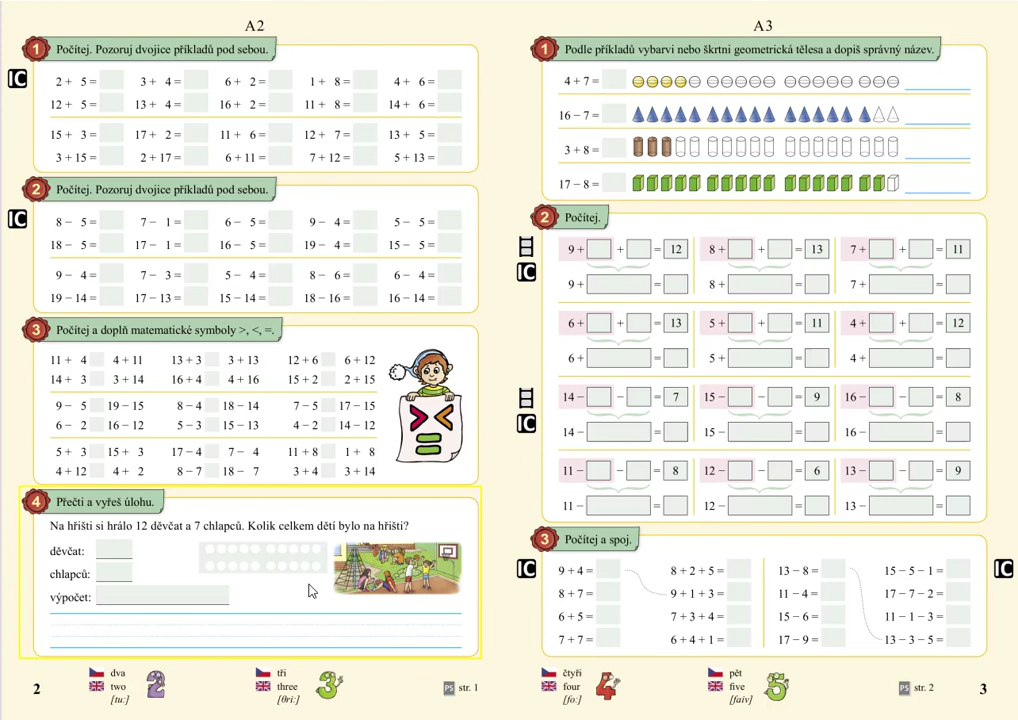 A2
1 Počítej. Pozoruj dvojice příkladů pod sebou.
IC
2 + 5 = 3 + 4 = 6 + 2 = 1 + 8 = 4 + 6 =
12 + 5 = 13 + 4 = 16 + 2 = 11 + 8 = 14 + 6 =
15 + 3 = 17 + 2 = 11 + 6 = 12 + 7 = 13 + 5 =
3 + 15 = 2 + 17 = 6 + 11 = 7 + 12 = 5 + 13 =
2 Počítej. Pozoruj dvojice příkladů pod sebou.
IC
8 − 5 = 7 − 1 = 6 − 5 = 9 − 4 = 5 − 5 =
18 − 5 = 17 − 1 = 16 − 5 = 19 − 4 = 15 − 5 =
9 − 4 = 7 − 3 = 5 − 4 = 8 − 6 = 6 − 4 =
19 − 14 = 17 − 13 = 15 − 14 = 18 − 16 = 16 − 14 =
3 Počítej a doplň matematické symboly >, <, =.
11 + 4 4 + 11 13 + 3 3 + 13 12 + 6 6 + 12
14 + 3 3 + 14 16 + 4 4 + 16 15 + 2 2 + 15
9 − 5 19 − 15 8 − 4 18 − 14 7 − 5 17 − 15
6 − 2 16 − 12 5 − 3 15 − 13 4 − 2 14 − 12
5 + 3 15 + 3 17 − 4 7 − 4 11 + 8 1 + 8
4 + 12 4 + 2 8 − 7 18 − 7 3 + 4 3 + 14
> <
=
4 Přečti a vyřeš úlohu.
Na hřišti si hrálo 12 děvčat a 7 chlapců. Kolik celkem dětí bylo na hřišti?
děvčat:
chlapců:
výpočet:
2
dva
two
[tu:]
2
tři
three
[θri:]
3
PS str. 1
A3
1 Podle příkladů vybarvi nebo škrtni geometrická tělesa a dopiš správný název.
4 + 7 =
16 − 7 =
3 + 8 =
17 − 8 =
2 Počítej.
IC
9 + + = 12 8 + + = 13 7 + + = 11
9 + = 8 + = 7 + =
6 + + = 13 5 + + = 11 4 + + = 12
6 + = 5 + = 4 + =
IC
14 − − = 7 15 − − = 9 16 − − = 8
14 − = 15 − = 16 − =
11 − − = 8 12 − − = 6 13 − − = 9
11 − = 12 − = 13 − =
3 Počítej a spoj.
IC
IC
9 + 4 = 8 + 2 + 5 = 13 − 8 = 15 − 5 − 1 =
8 + 7 = 9 + 1 + 3 = 11 − 4 = 17 − 7 − 2 =
6 + 5 = 7 + 3 + 4 = 15 − 6 = 11 − 1 − 3 =
7 + 7 = 6 + 4 + 1 = 17 − 9 = 13 − 3 − 5 =
čtyři
four
[fo:]
4
pět
five
[faiv]
5
PS str. 2
3